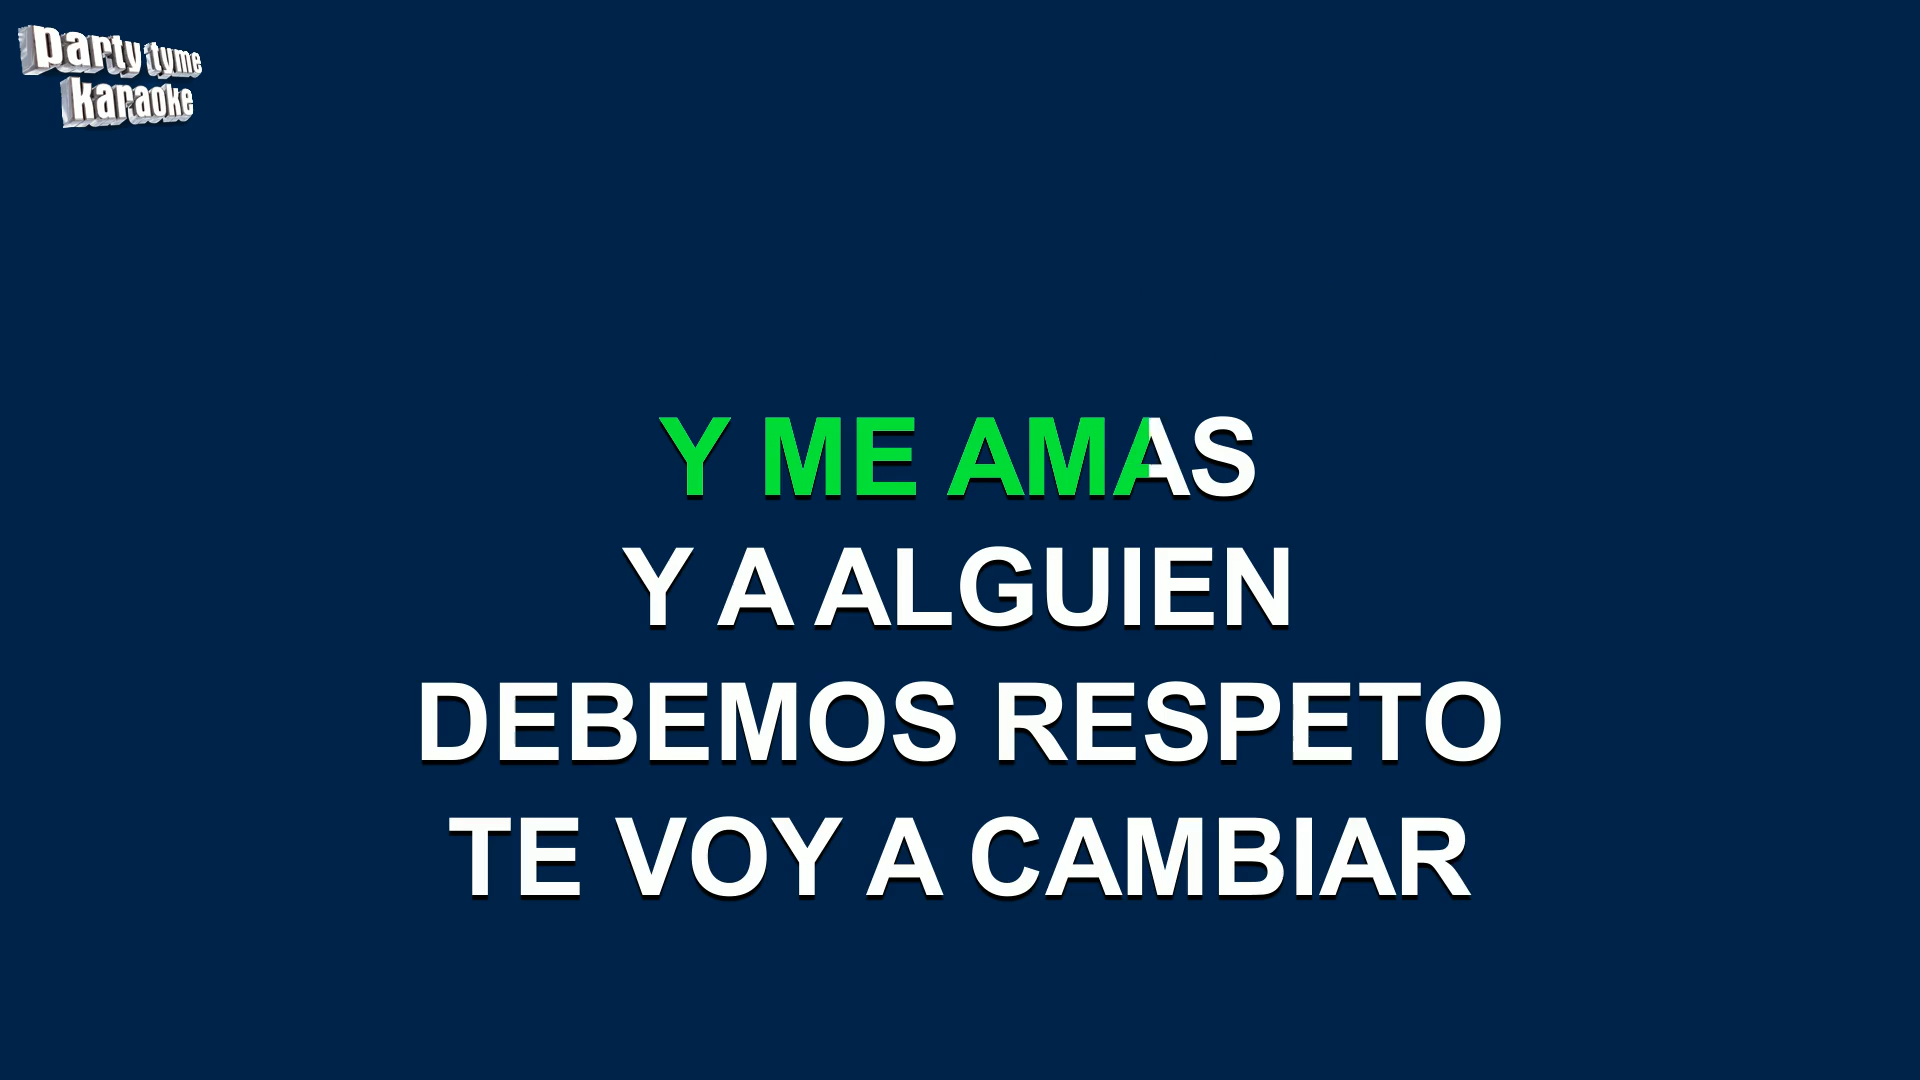 party tyme
karaoke
Y ME AMAS
Y A ALGUIEN
DEBEMOS RESPETO
TE VOY A CAMBIAR